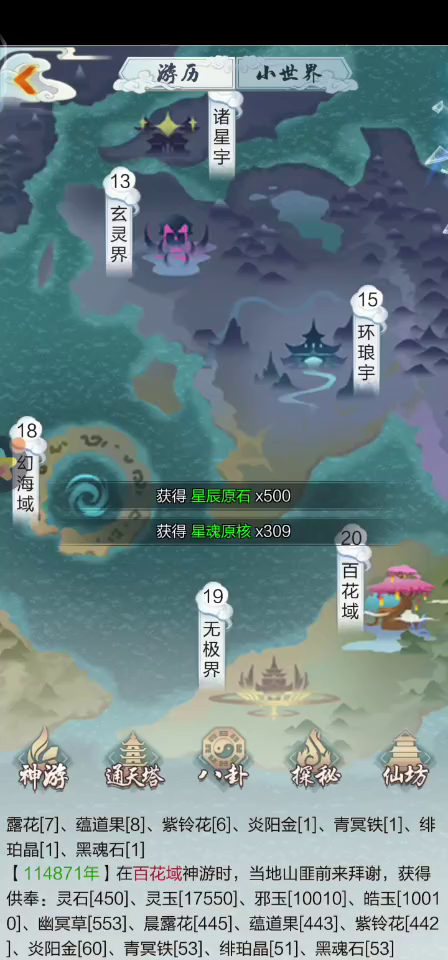 游历
小世界
诸星宇
13
玄灵界
15
环琅宇
18
幻海域
获得 星辰原石 x500
获得 星魂原核 x309
20
百花域
19
无极界
神游
通天塔
八卦
探秘
仙坊
露花[7]、蕴道果[8]、紫铃花[6]、炎阳金[1]、青冥铁[1]、绯
珀晶[1]、黑魂石[1]
【114871年】在百花域神游时，当地山匪前来拜谢，获得
供奉：灵石[450]、灵玉[17550]、邪玉[10010]、皓玉[1001
0]、幽冥草[553]、晨露花[445]、蕴道果[443]、紫铃花[442
]、炎阳金[60]、青冥铁[53]、绯珀晶[51]、黑魂石[53]